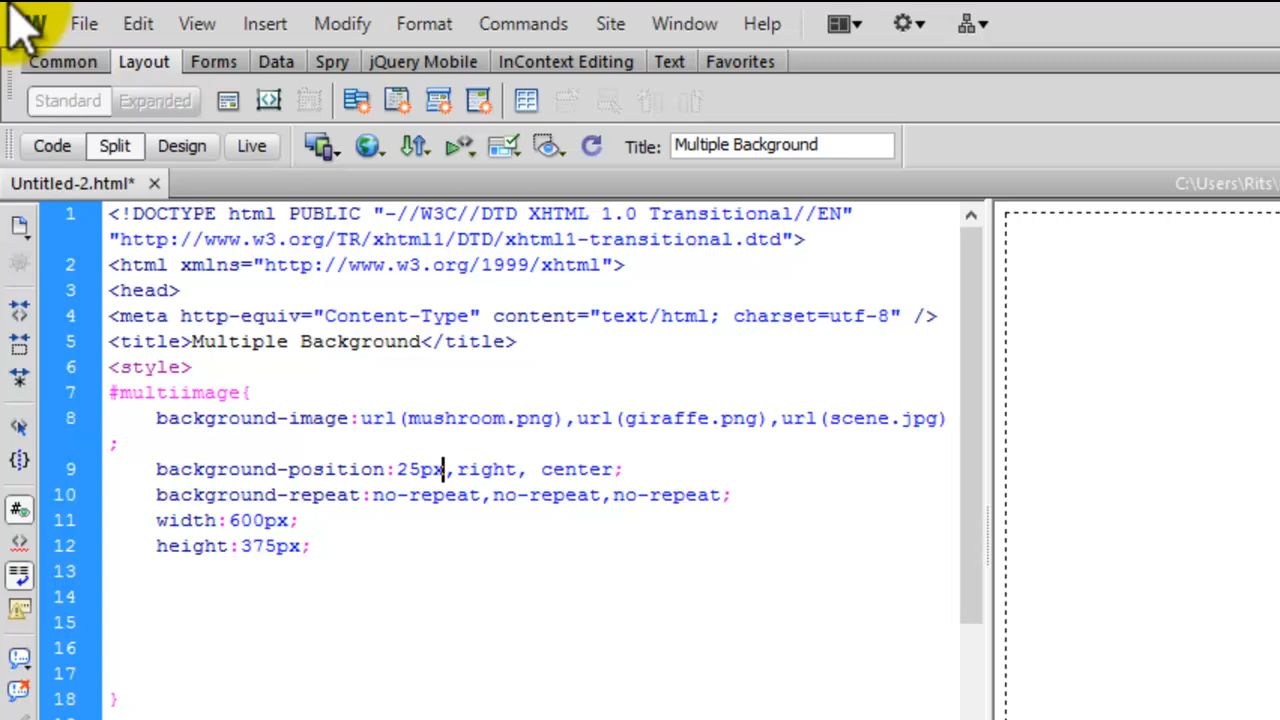 File Edit View Insert Modify Format Commands Site Window Help
Common Layout Forms Data Spry jQuery Mobile InContext Editing Text Favorites
Standard Expanded
Code Split Design Live Title: Multiple Background
Untitled-2.html* C:\Users\Rits\
1 <!DOCTYPE html PUBLIC "-//W3C//DTD XHTML 1.0 Transitional//EN"
"http://www.w3.org/TR/xhtml1/DTD/xhtml1-transitional.dtd">
2 <html xmlns="http://www.w3.org/1999/xhtml">
3 <head>
4 <meta http-equiv="Content-Type" content="text/html; charset=utf-8" />
5 <title>Multiple Background</title>
6 <style>
7 #multiimage{
8 background-image:url(mushroom.png),url(giraffe.png),url(scene.jpg)
;
9 background-position:25px,right, center;
10 background-repeat:no-repeat,no-repeat,no-repeat;
11 width:600px;
12 height:375px;
13
14
15
16
17
18 }